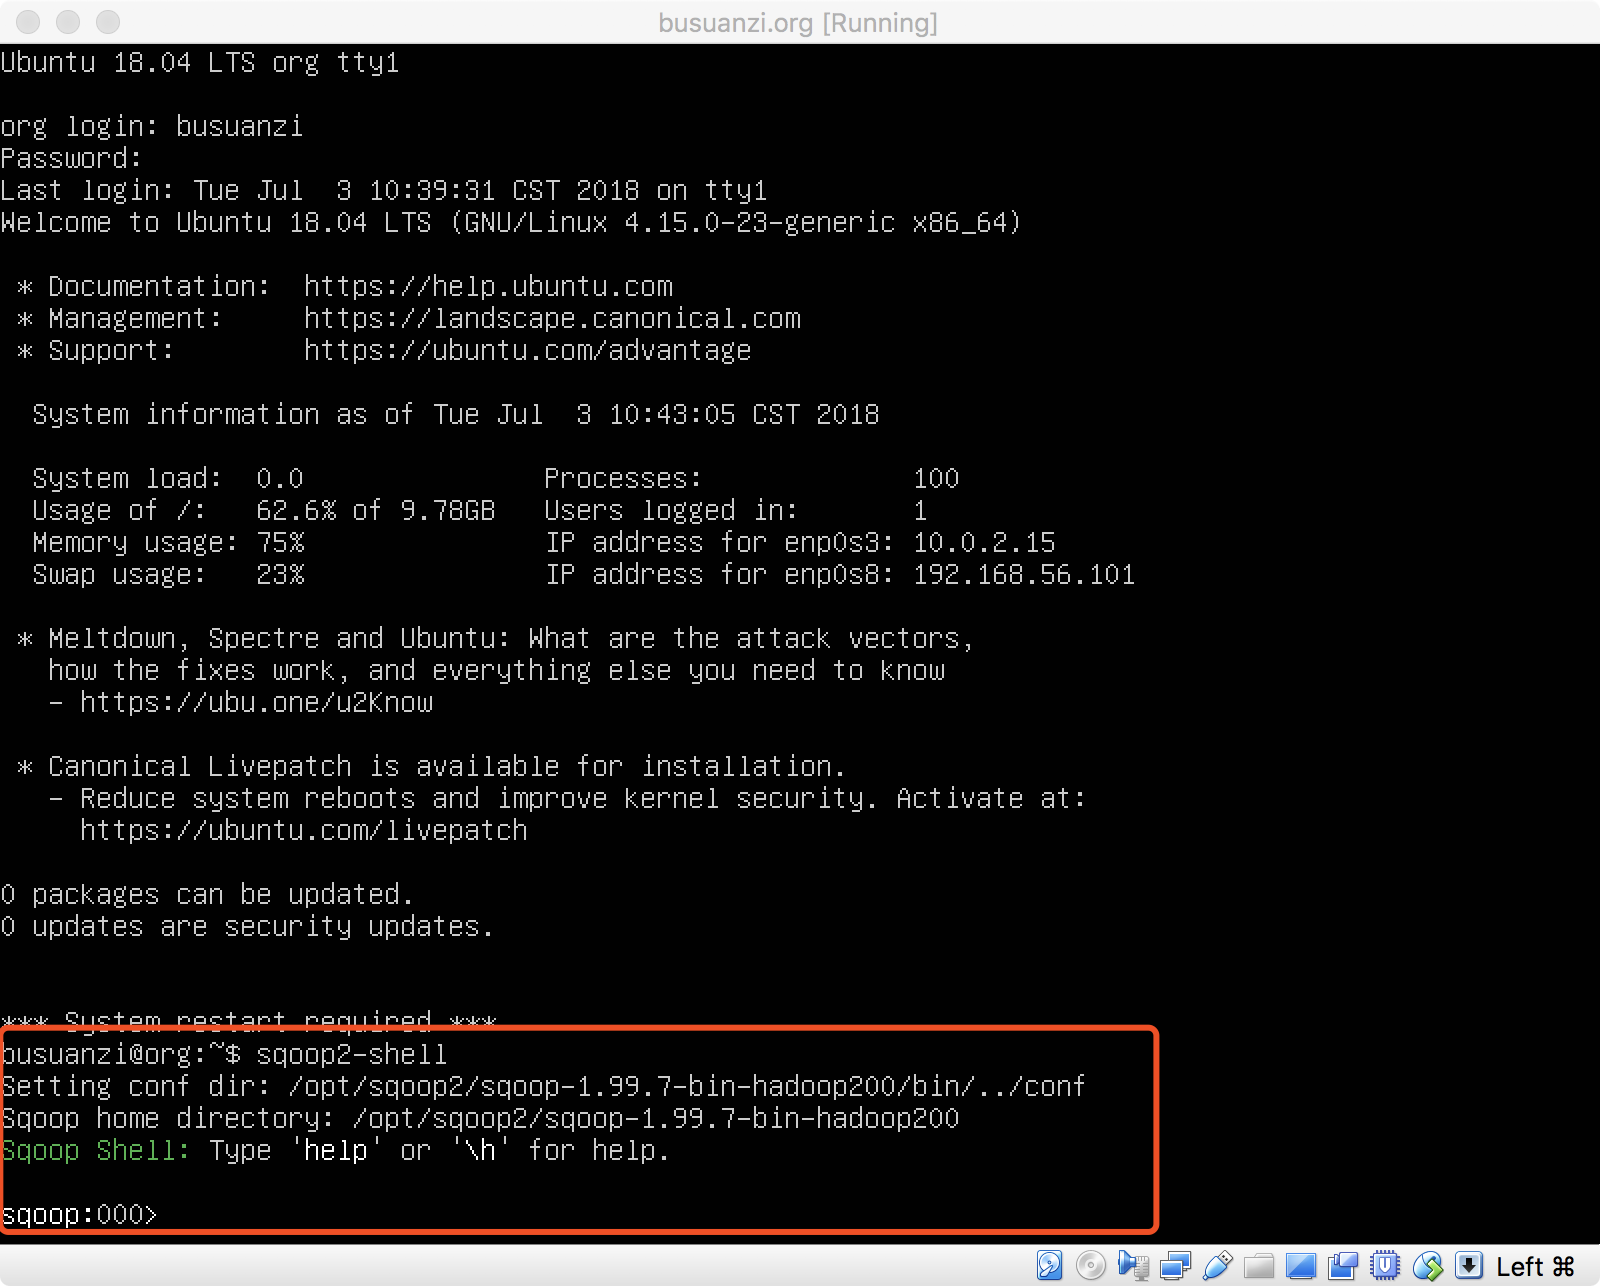 busuanzi.org [Running]
Ubuntu 18.04 LTS org tty1
org login: busuanzi
Password:
Last login: Tue Jul  3 10:39:31 CST 2018 on tty1
Welcome to Ubuntu 18.04 LTS (GNU/Linux 4.15.0-23-generic x86_64)
* Documentation:  https://help.ubuntu.com
* Management:     https://landscape.canonical.com
* Support:        https://ubuntu.com/advantage
System information as of Tue Jul  3 10:43:05 CST 2018
System load:  0.0               Processes:             100
Usage of /:   62.6% of 9.78GB   Users logged in:       1
Memory usage: 75%               IP address for enp0s3: 10.0.2.15
Swap usage:   23%               IP address for enp0s8: 192.168.56.101
* Meltdown, Spectre and Ubuntu: What are the attack vectors,
how the fixes work, and everything else you need to know
- https://ubu.one/u2Know
* Canonical Livepatch is available for installation.
- Reduce system reboots and improve kernel security. Activate at:
https://ubuntu.com/livepatch
0 packages can be updated.
0 updates are security updates.
*** System restart required ***
busuanzi@org:~$ sqoop2-shell
Setting conf dir: /opt/sqoop2/sqoop-1.99.7-bin-hadoop200/bin/../conf
Sqoop home directory: /opt/sqoop2/sqoop-1.99.7-bin-hadoop200
Sqoop Shell: Type 'help' or '\h' for help.
sqoop:000>
Left ⌘